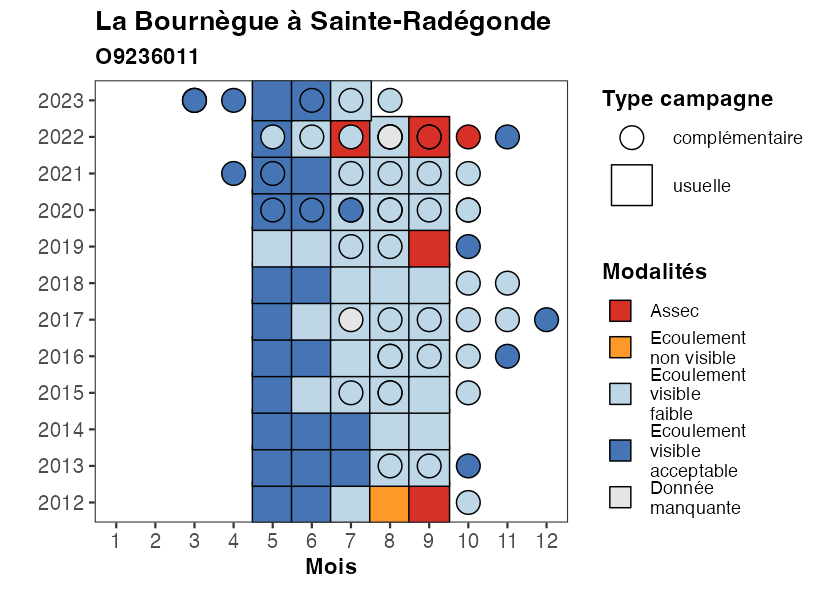 La Bournègue à Sainte-Radégonde
O9236011
2023
2022
2021
2020
2019
2018
2017
2016
2015
2014
2013
2012
1 2 3 4 5 6 7 8 9 10 11 12
Mois
Type campagne
complémentaire
usuelle
Modalités
Assec
Ecoulement
non visible
Ecoulement
visible
faible
Ecoulement
visible
acceptable
Donnée
manquante